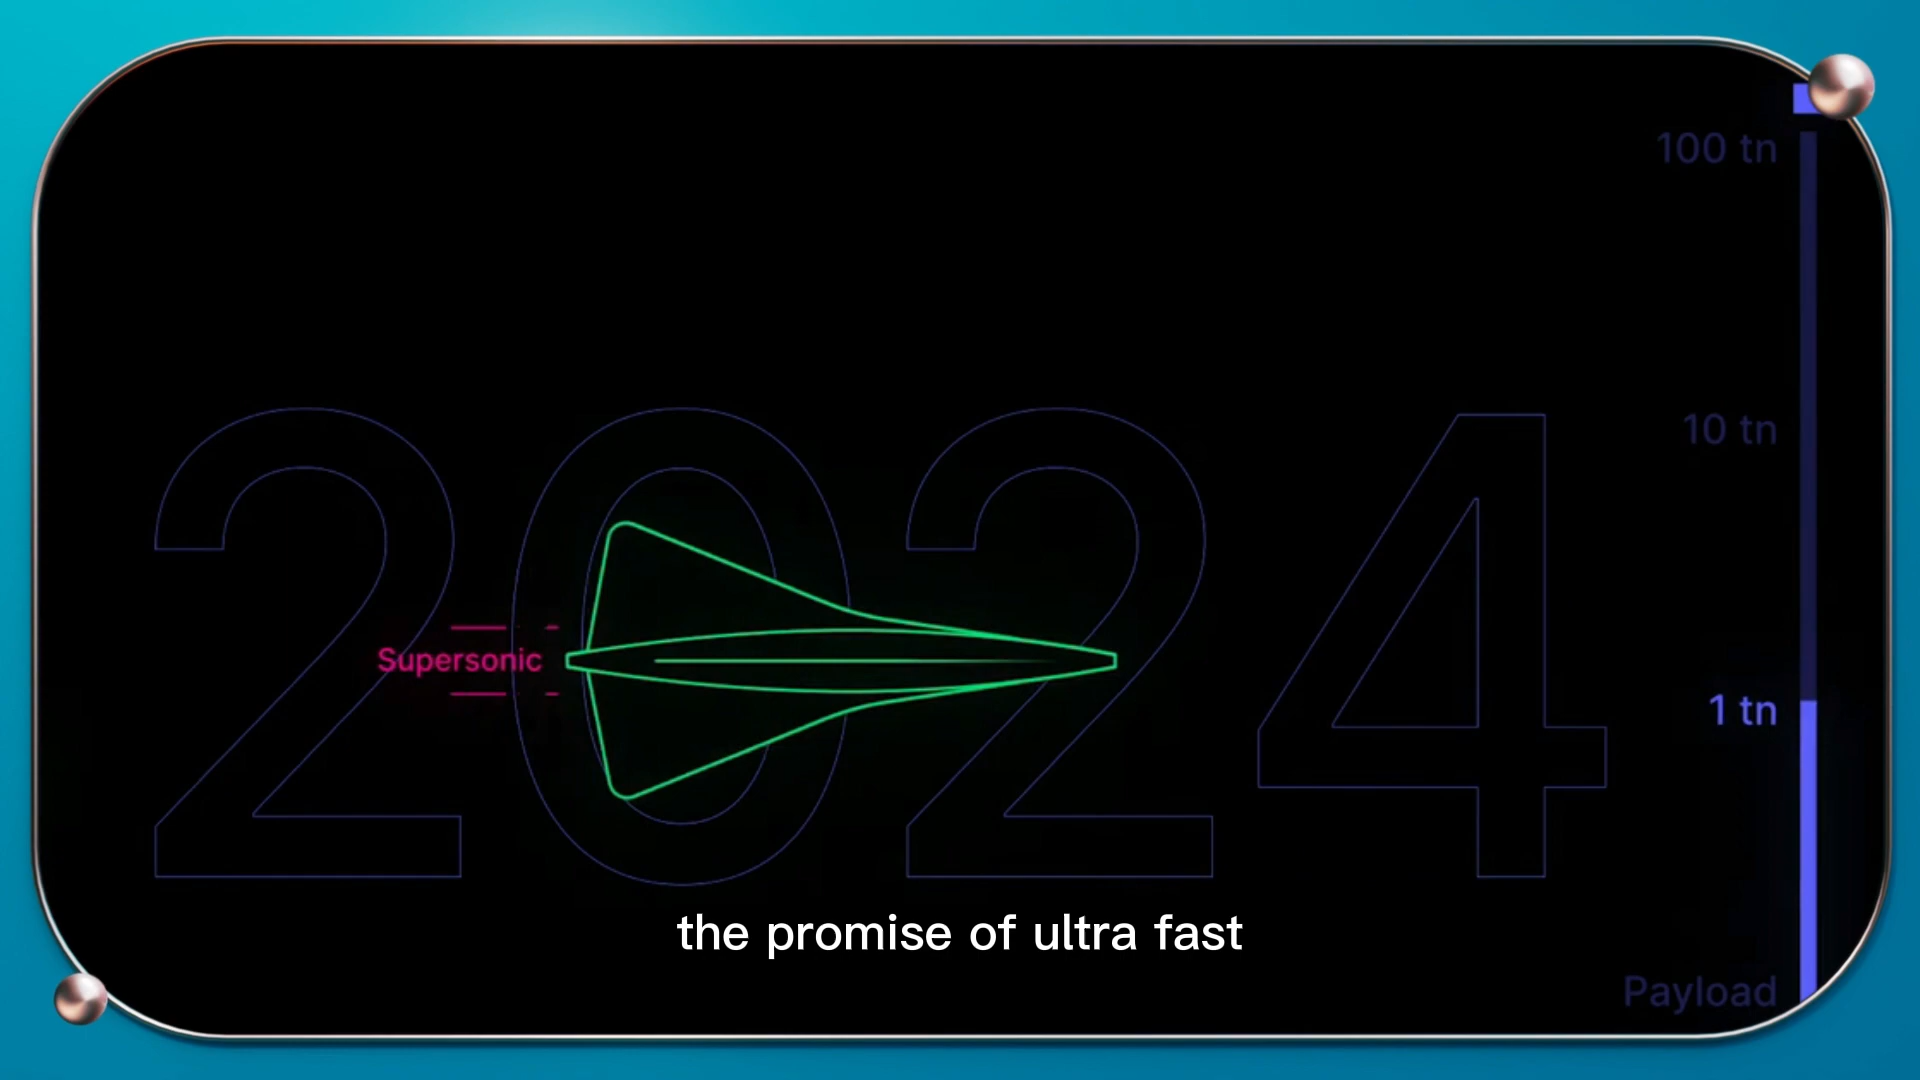 100 tn
10 tn
2024
Supersonic
1 tn
the promise of ultra fast
Payload